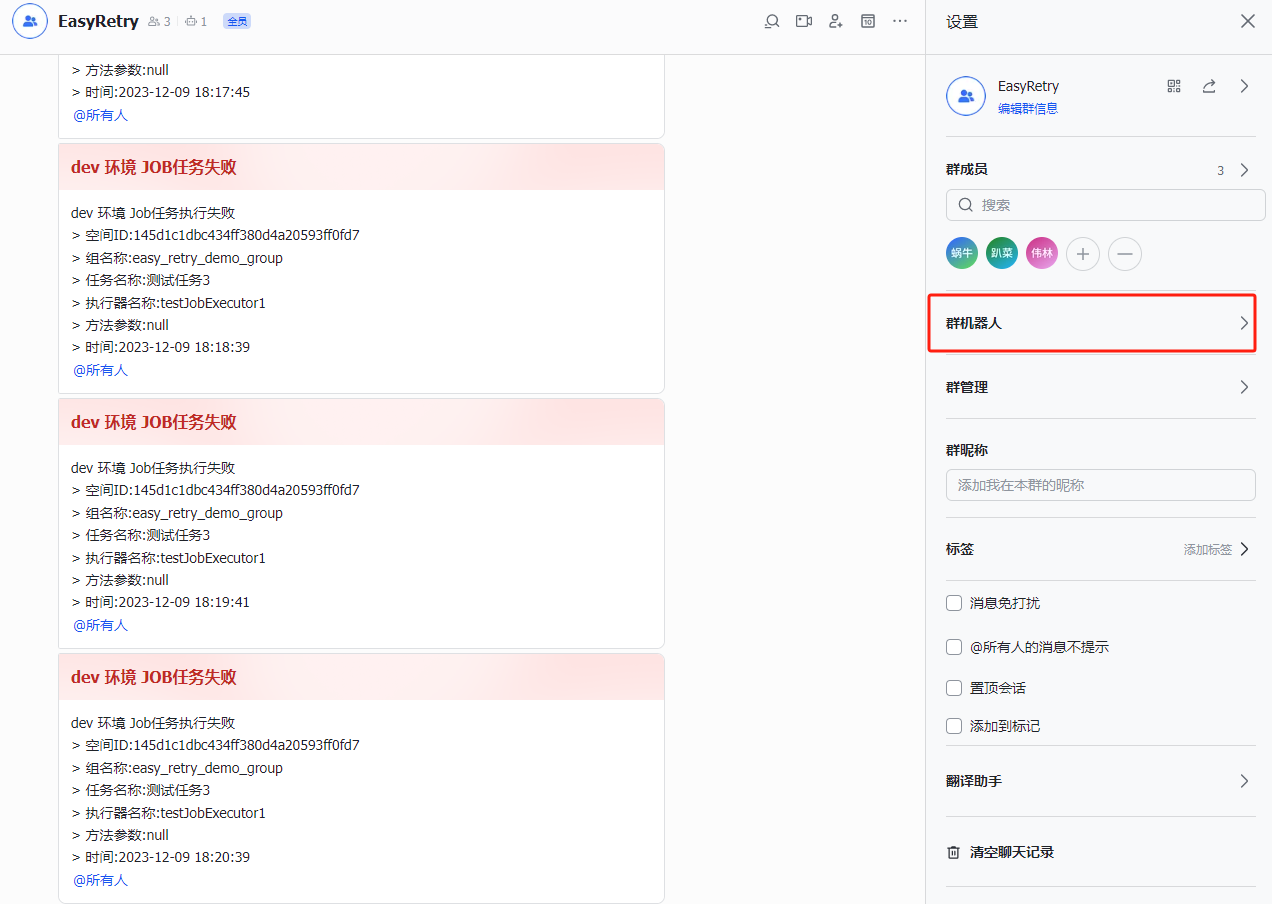 EasyRetry 3 1 全员
> 方法参数:null
> 时间:2023-12-09 18:17:45
@所有人
dev 环境 JOB任务失败
dev 环境 Job任务执行失败
> 空间ID:145d1c1dbc434ff380d4a20593ff0fd7
> 组名称:easy_retry_demo_group
> 任务名称:测试任务3
> 执行器名称:testJobExecutor1
> 方法参数:null
> 时间:2023-12-09 18:18:39
@所有人
dev 环境 JOB任务失败
dev 环境 Job任务执行失败
> 空间ID:145d1c1dbc434ff380d4a20593ff0fd7
> 组名称:easy_retry_demo_group
> 任务名称:测试任务3
> 执行器名称:testJobExecutor1
> 方法参数:null
> 时间:2023-12-09 18:19:41
@所有人
dev 环境 JOB任务失败
dev 环境 Job任务执行失败
> 空间ID:145d1c1dbc434ff380d4a20593ff0fd7
> 组名称:easy_retry_demo_group
> 任务名称:测试任务3
> 执行器名称:testJobExecutor1
> 方法参数:null
> 时间:2023-12-09 18:20:39
@所有人
设置
EasyRetry
编辑群信息
群成员 3
搜索
蜗牛 趴菜 伟林
群机器人
群管理
群昵称
添加我在本群的昵称
标签 添加标签
消息免打扰
@所有人的消息不提示
置顶会话
添加到标记
翻译助手
清空聊天记录